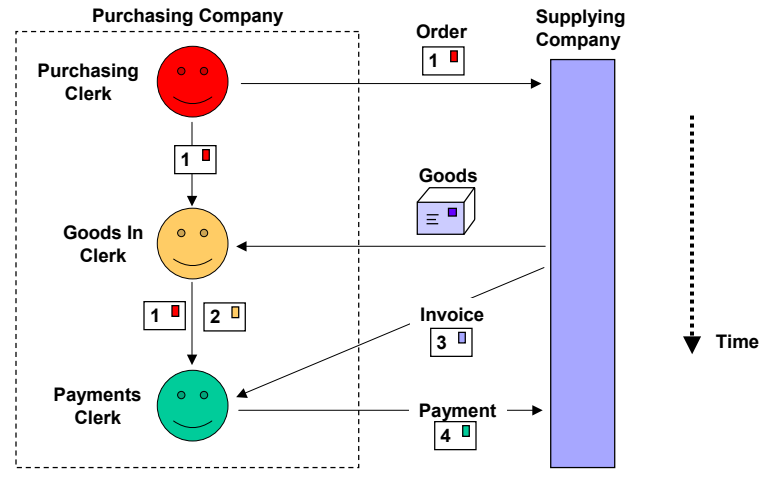 Purchasing Company
Supplying
Company
Order
1
Purchasing
Clerk
1
Goods
Goods In
Clerk
1
2
Invoice
3
Time
Payments
Clerk
Payment
4